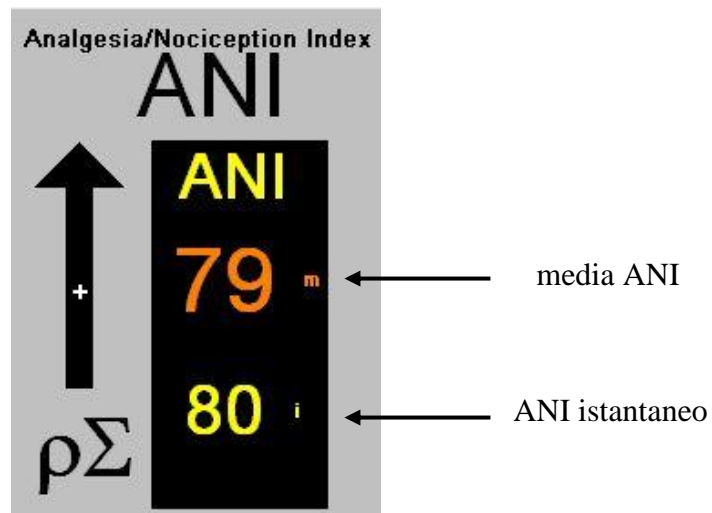 Analgesia/Nociception Index
ANI
ANI
79 m
media ANI
+
80 i
ANI istantaneo
ρΣ